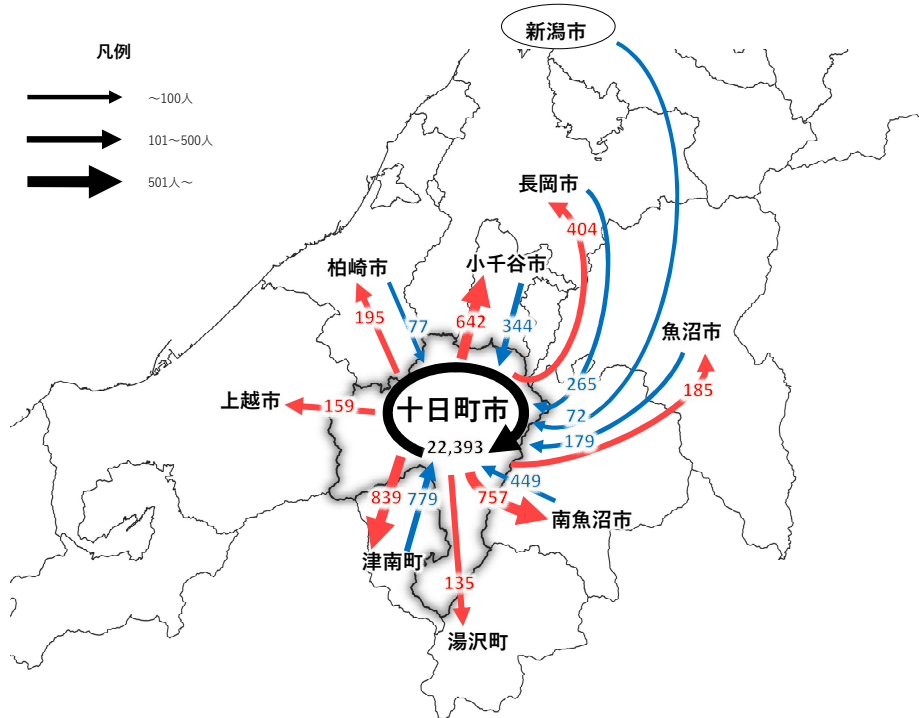 新潟市
凡例
～100人
101～500人
501人～
長岡市
404
柏崎市
小千谷市
195
77
642
344
魚沼市
265
185
上越市
159
十日町市
72
179
22,393
449
839
779
757
南魚沼市
津南町
135
湯沢町